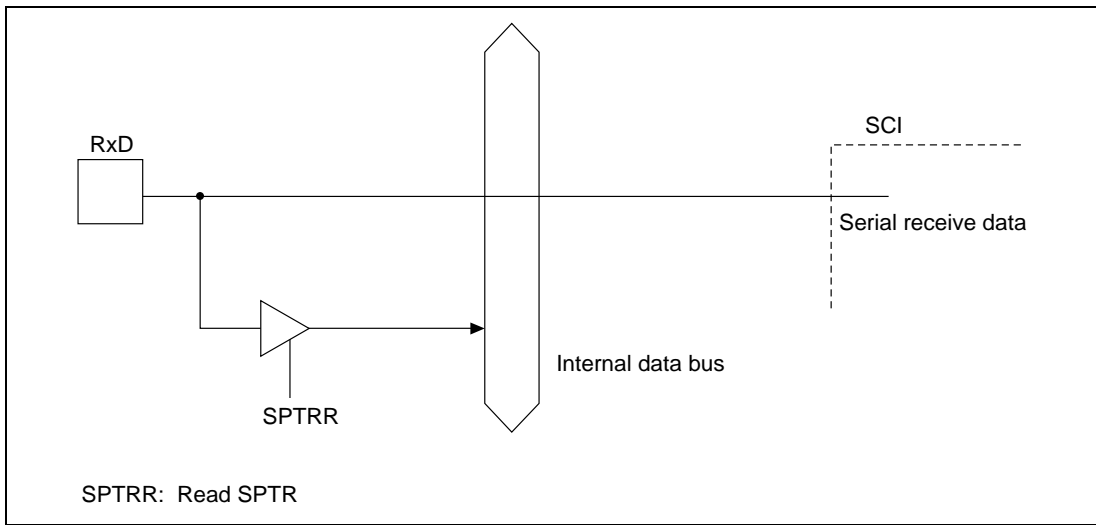 SCI
RxD
Serial receive data
Internal data bus
SPTRR
SPTRR: Read SPTR